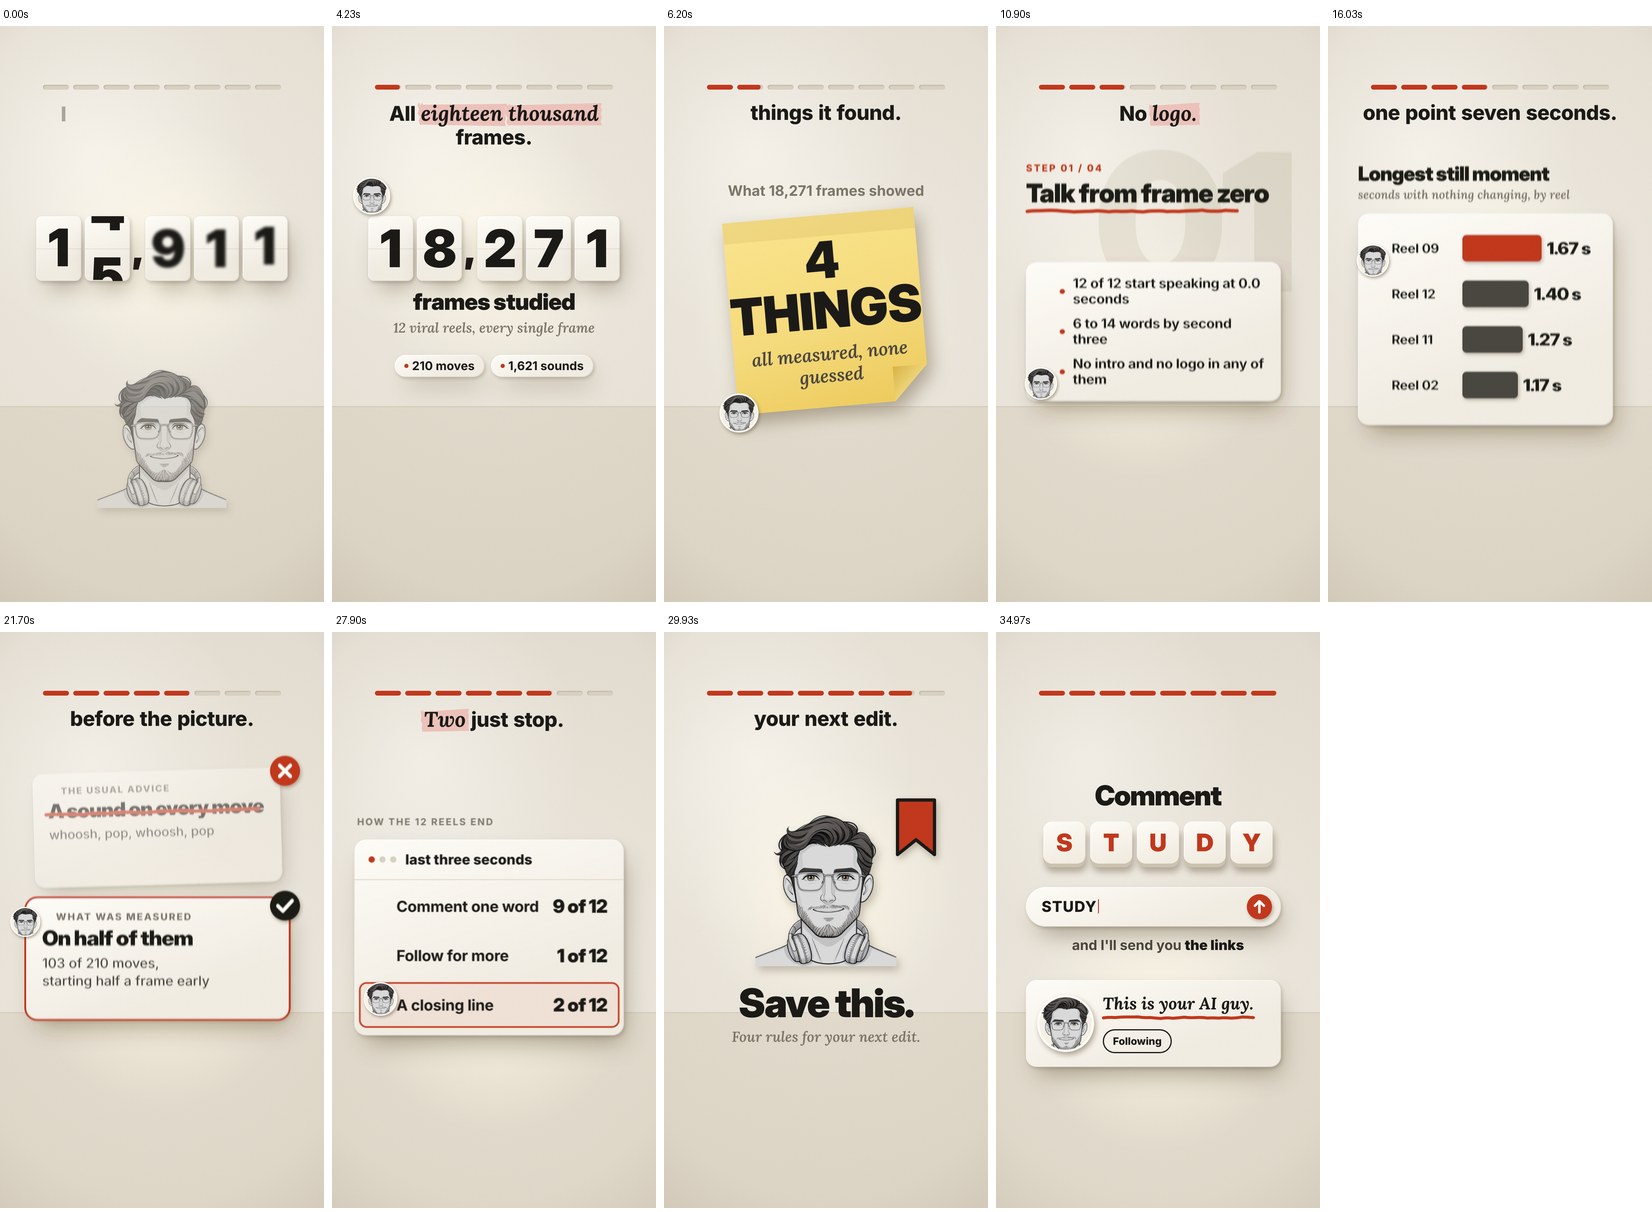 0.00s
I
1 , 9 1 1
4.23s
All eighteen thousand
frames.
18,271
frames studied
12 viral reels, every single frame
• 210 moves
• 1,621 sounds
6.20s
things it found.
What 18,271 frames showed
4
THINGS
all measured, none
guessed
10.90s
No logo.
01
STEP 01 / 04
Talk from frame zero
• 12 of 12 start speaking at 0.0
seconds
• 6 to 14 words by second
three
• No intro and no logo in any of
them
16.03s
one point seven seconds.
Longest still moment
seconds with nothing changing, by reel
Reel 09 1.67 s
Reel 12 1.40 s
Reel 11 1.27 s
Reel 02 1.17 s
21.70s
before the picture.
THE USUAL ADVICE
A sound on every move
whoosh, pop, whoosh, pop
WHAT WAS MEASURED
On half of them
103 of 210 moves,
starting half a frame early
27.90s
Two just stop.
HOW THE 12 REELS END
last three seconds
Comment one word 9 of 12
Follow for more 1 of 12
A closing line 2 of 12
29.93s
your next edit.
Save this.
Four rules for your next edit.
34.97s
Comment
STUDY
STUDY
and I'll send you the links
This is your AI guy.
Following